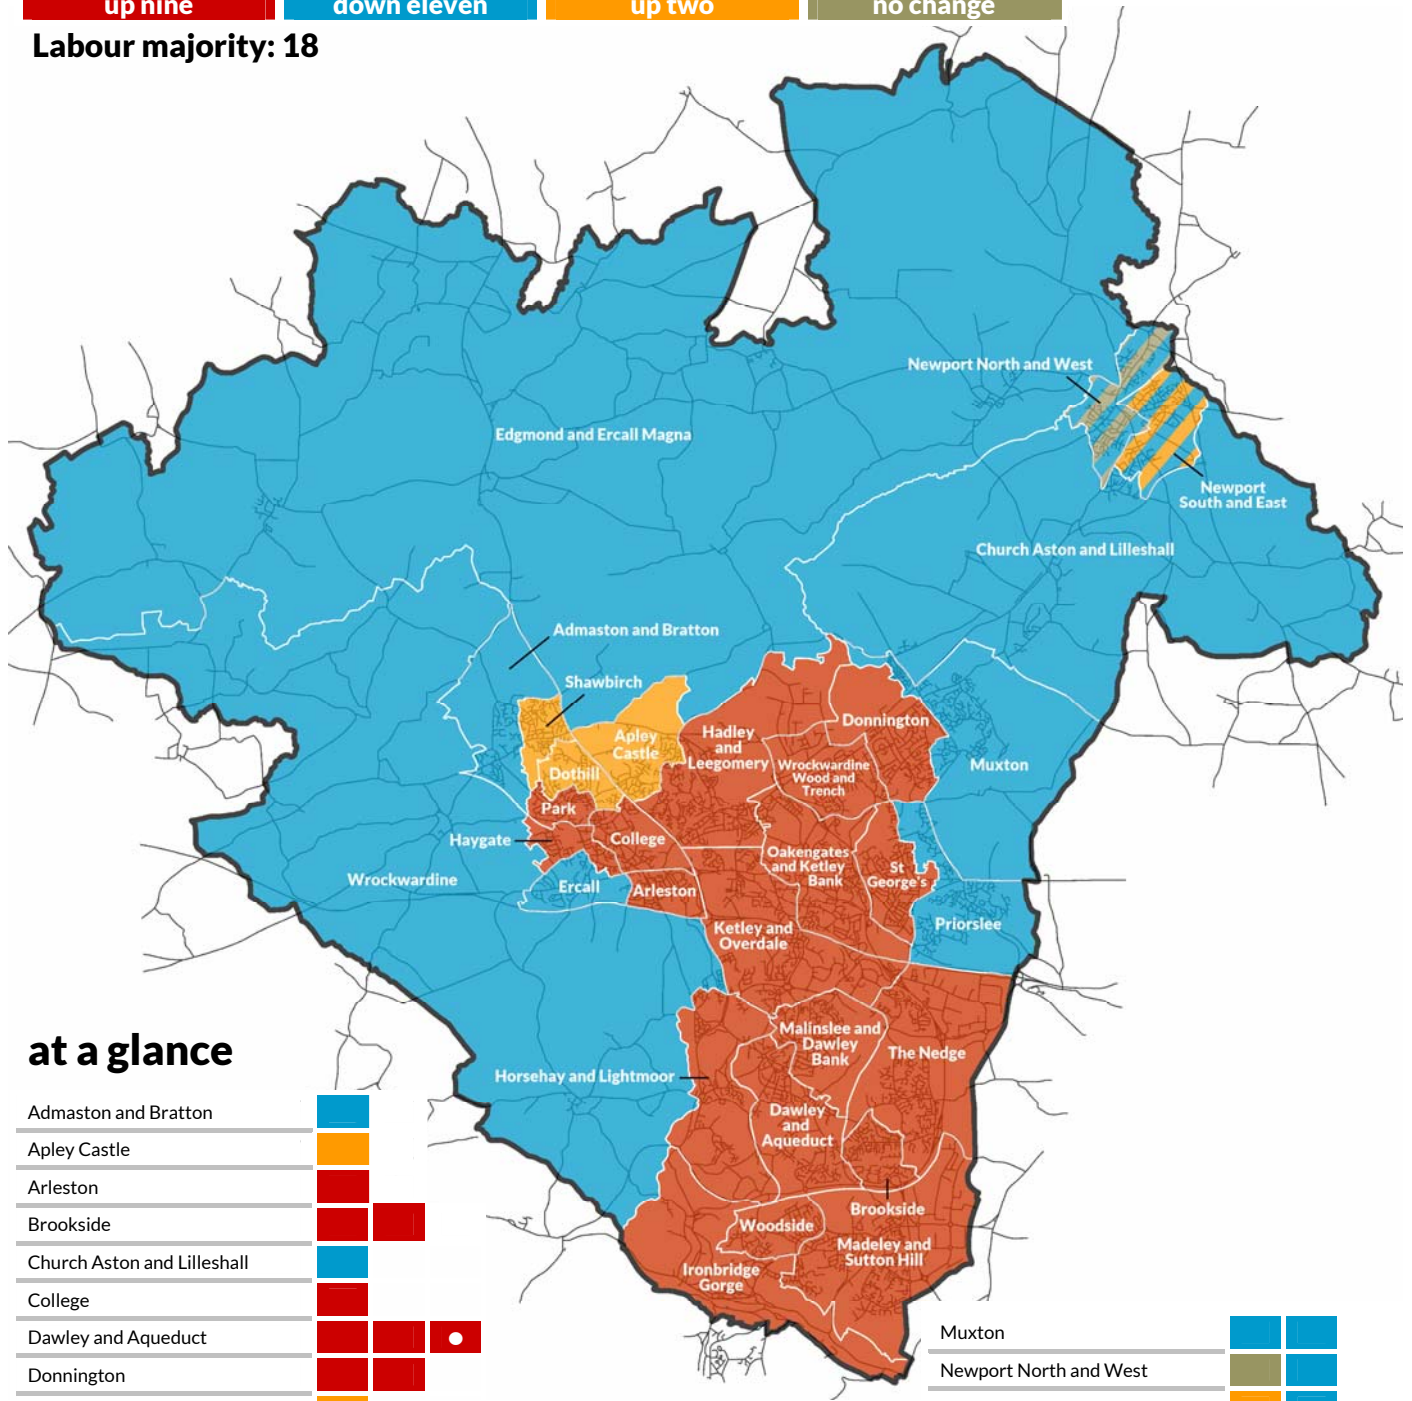 up nine
down eleven
up two
no change
Labour majority: 18
Newport North and West
Edgmond and Ercall Magna
Newport
South and East
Church Aston and Lilleshall
Admaston and Bratton
Shawbirch
Apley
Castle
Dothill
Hadley
and
Leegomery
Donnington
Wrockwardine
Wood and
Trench
Muxton
Park
Haygate
College
Oakengates
and Ketley
Bank
St
George's
Wrockwardine
Ercall
Arleston
Priorslee
Ketley and
Overdale
Malinslee and
Dawley
Bank
The Nedge
Horsehay and Lightmoor
Dawley
and
Aqueduct
Brookside
Woodside
Madeley and
Sutton Hill
Ironbridge
Gorge
at a glance
Admaston and Bratton
Apley Castle
Arleston
Brookside
Church Aston and Lilleshall
College
Dawley and Aqueduct
Donnington
Muxton
Newport North and West